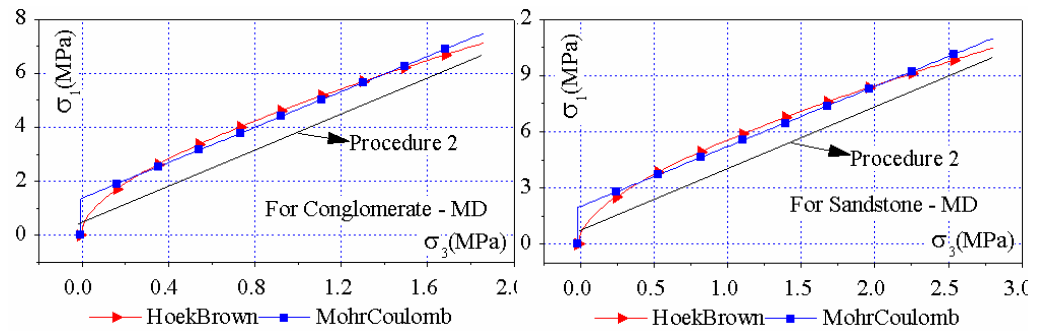 8
6
4
2
0
σ1(MPa)
Procedure 2
For Conglomerate - MD
σ3(MPa)
0.0 0.4 0.8 1.2 1.6 2.0
HoekBrown MohrCoulomb
2
9
6
3
0
σ1(MPa)
Procedure 2
For Sandstone - MD
σ3(MPa)
0.0 0.5 1.0 1.5 2.0 2.5 3.0
HoekBrown MohrCoulomb